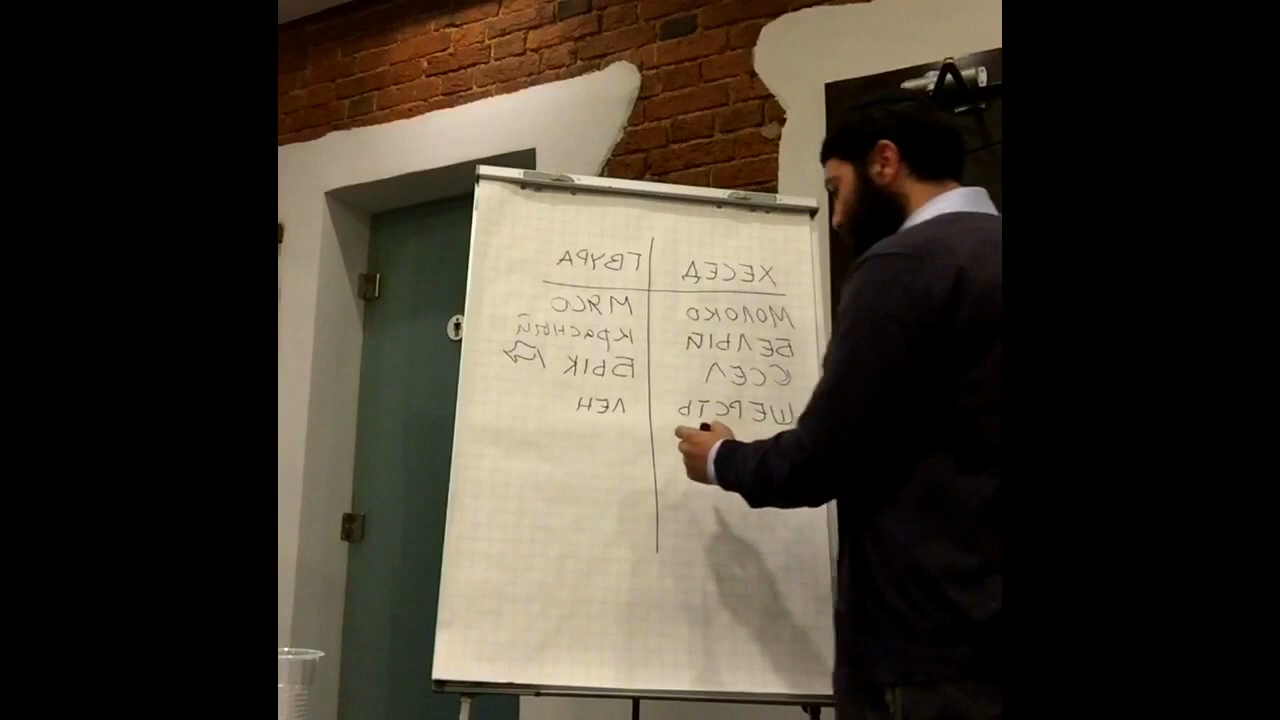 ХЕСЕД ГВУРА
МОЛОКО МЯСО
БЕЛЫЙ КРАСНЫЙ
ОСЕЛ БЫК
ШЕРСТЬ ЛЕН